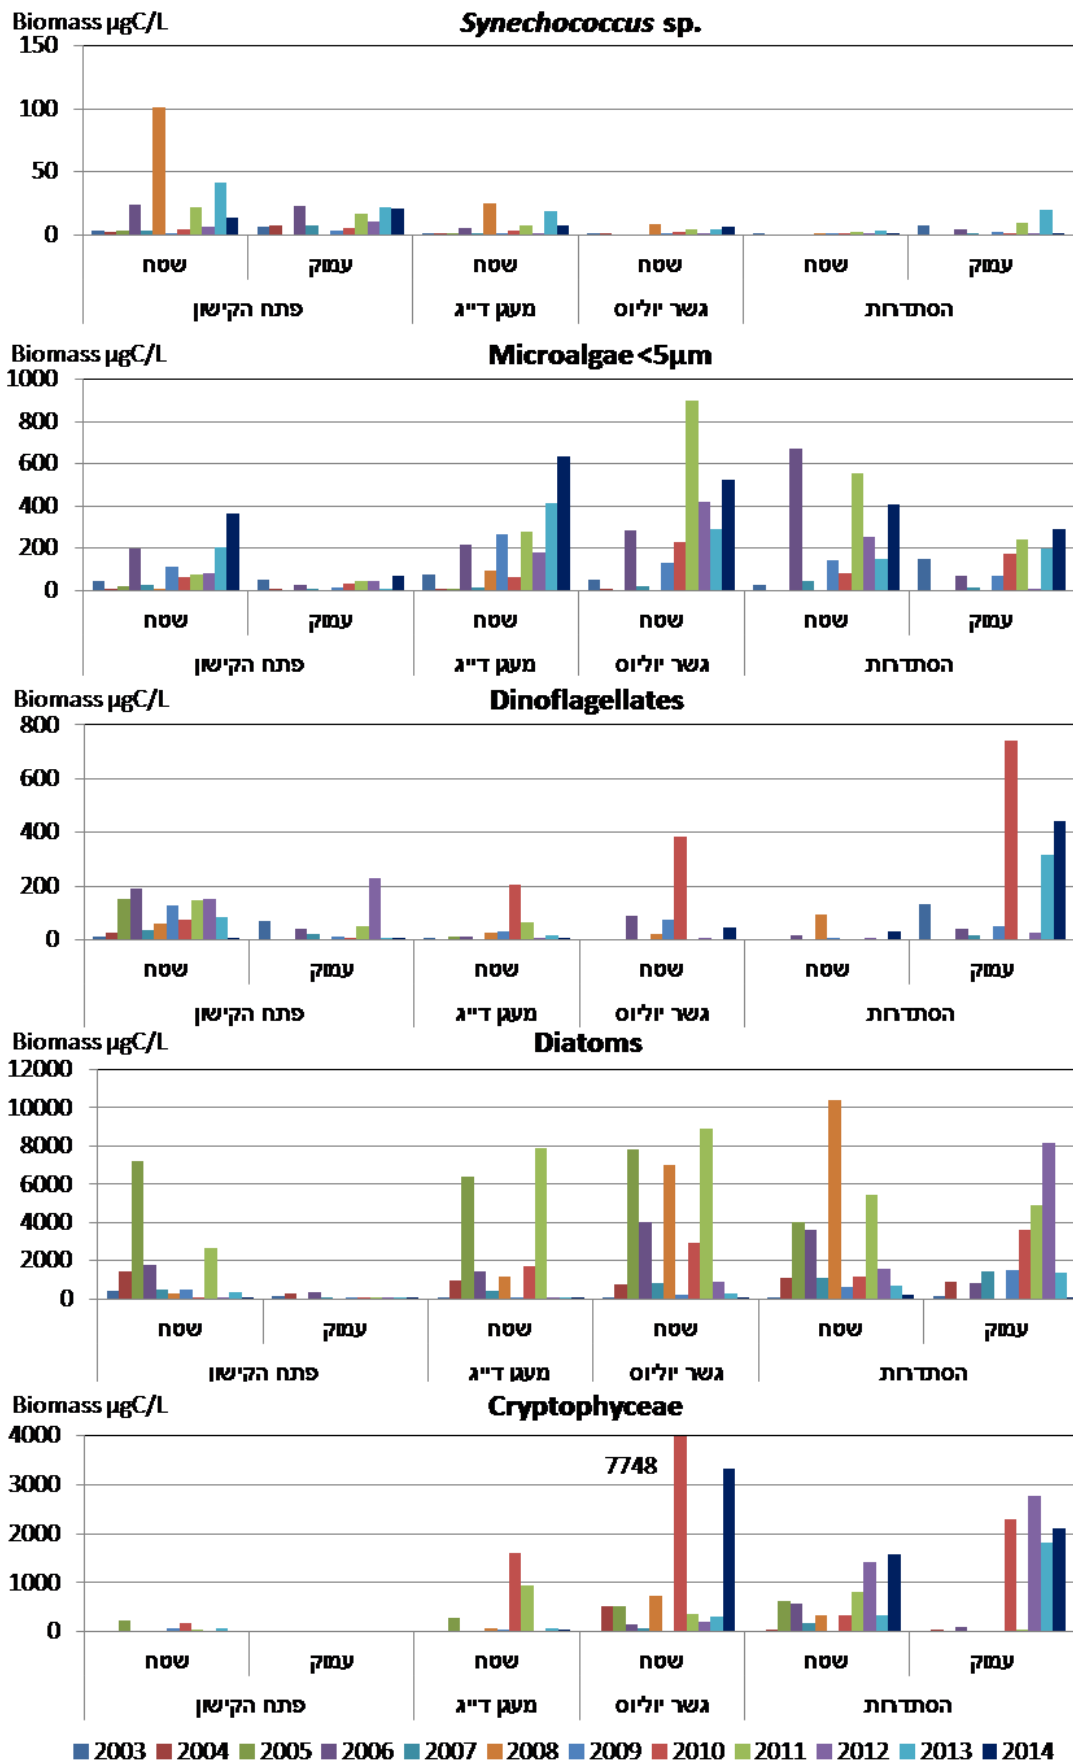 Biomass µgC/L
Synechococcus sp.
150
100
50
0
שטח עמוק שטח שטח שטח עמוק
פתח הקישון מעגן דייג גשר יוליוס הסתדרות
Biomass µgC/L
Microalgae <5µm
1000
800
600
400
200
0
שטח עמוק שטח שטח שטח עמוק
פתח הקישון מעגן דייג גשר יוליוס הסתדרות
Biomass µgC/L
Dinoflagellates
800
600
400
200
0
שטח עמוק שטח שטח שטח עמוק
פתח הקישון מעגן דייג גשר יוליוס הסתדרות
Biomass µgC/L
Diatoms
12000
10000
8000
6000
4000
2000
0
שטח עמוק שטח שטח שטח עמוק
פתח הקישון מעגן דייג גשר יוליוס הסתדרות
Biomass µgC/L
Cryptophyceae
4000
7748
3000
2000
1000
0
שטח עמוק שטח שטח שטח עמוק
פתח הקישון מעגן דייג גשר יוליוס הסתדרות
2003 2004 2005 2006 2007 2008 2009 2010 2011 2012 2013 2014